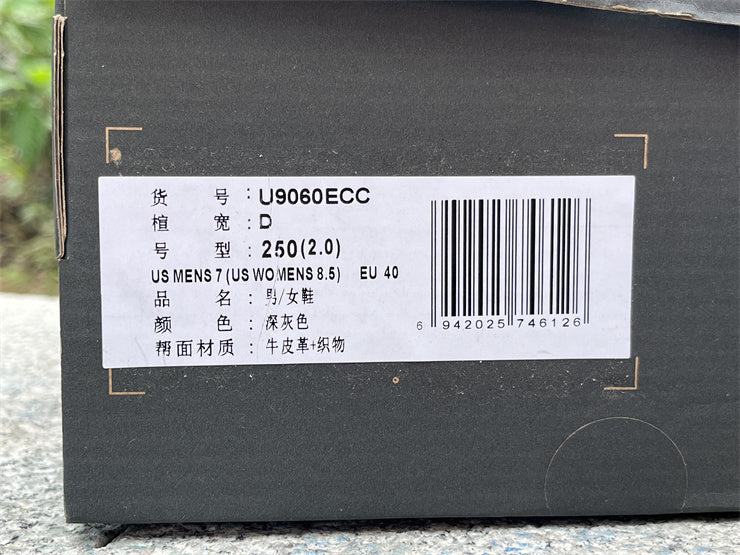 货 号：U9060ECC
楦 宽：D
号 型：250(2.0)
US MENS 7 (US WOMENS 8.5) EU 40
品 名：男/女鞋
颜 色：深灰色
帮面材质：牛皮革+织物
6 942025 746126